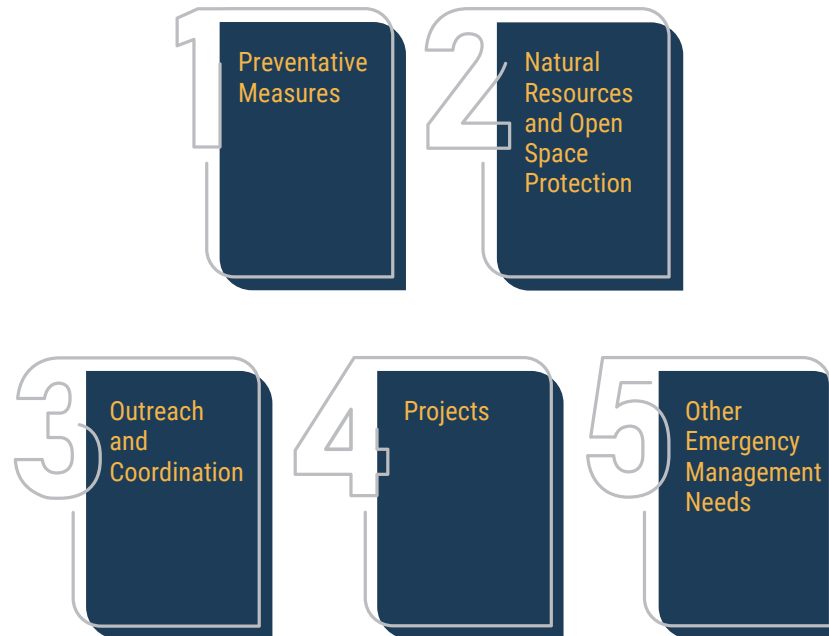 1
Preventative
Measures
2
Natural
Resources
and Open
Space
Protection
3
Outreach
and
Coordination
4
Projects
5
Other
Emergency
Management
Needs